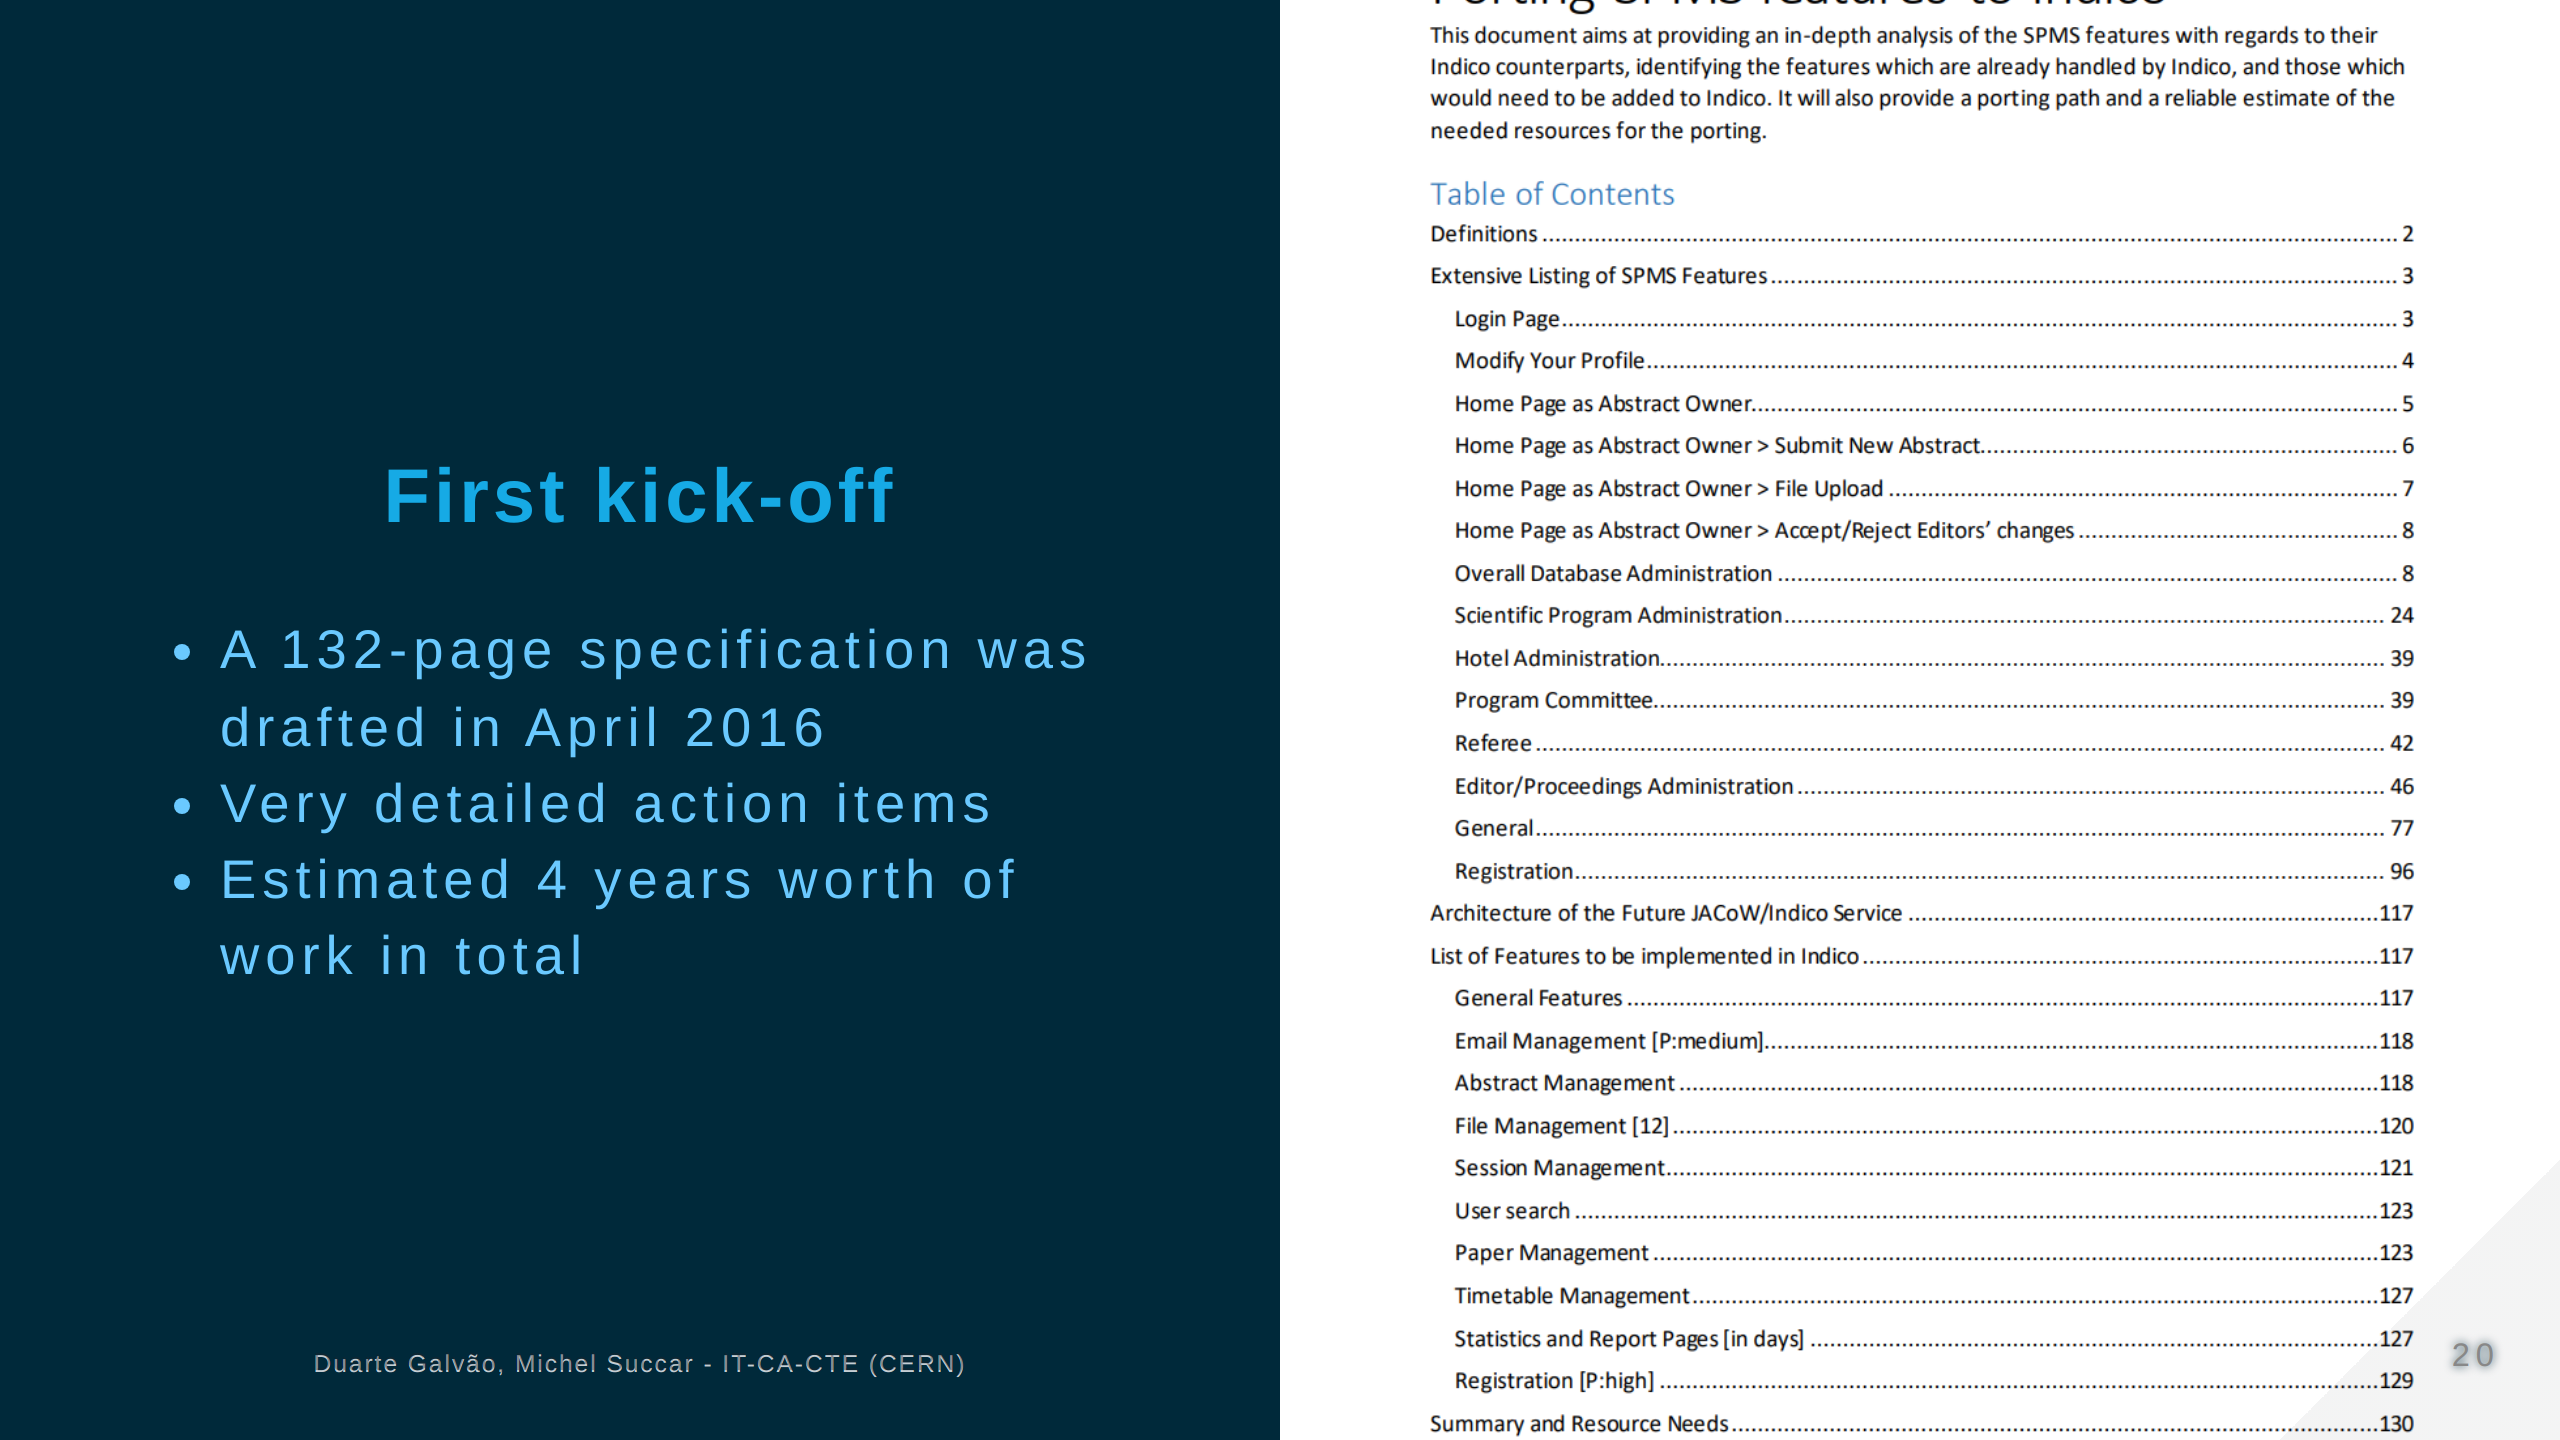 First kick-off
• A 132-page specification was
drafted in April 2016
• Very detailed action items
• Estimated 4 years worth of
work in total
Duarte Galvão, Michel Succar - IT-CA-CTE (CERN)
Porting SPMS features to Indico
This document aims at providing an in-depth analysis of the SPMS features with regards to their
Indico counterparts, identifying the features which are already handled by Indico, and those which
would need to be added to Indico. It will also provide a porting path and a reliable estimate of the
needed resources for the porting.
Table of Contents
Definitions 2
Extensive Listing of SPMS Features 3
Login Page 3
Modify Your Profile 4
Home Page as Abstract Owner 5
Home Page as Abstract Owner > Submit New Abstract 6
Home Page as Abstract Owner > File Upload 7
Home Page as Abstract Owner > Accept/Reject Editors’ changes 8
Overall Database Administration 8
Scientific Program Administration 24
Hotel Administration 39
Program Committee 39
Referee 42
Editor/Proceedings Administration 46
General 77
Registration 96
Architecture of the Future JACoW/Indico Service 117
List of Features to be implemented in Indico 117
General Features 117
Email Management [P:medium] 118
Abstract Management 118
File Management [12] 120
Session Management 121
User search 123
Paper Management 123
Timetable Management 127
Statistics and Report Pages [in days] 127
Registration [P:high] 129
Summary and Resource Needs 130
20